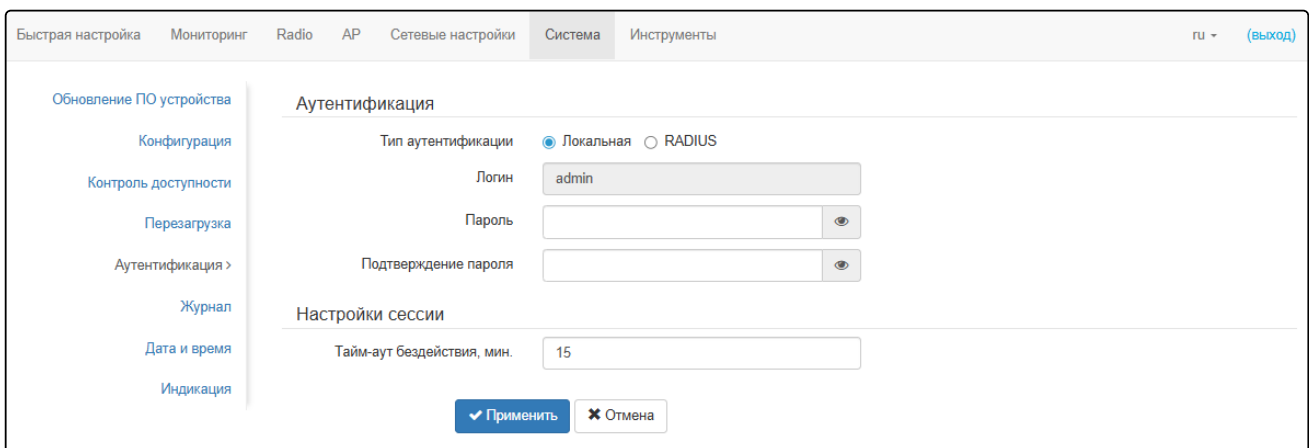 Быстрая настройка Мониторинг Radio AP Сетевые настройки Система Инструменты ru (выход)
Обновление ПО устройства
Конфигурация
Контроль доступности
Перезагрузка
Аутентификация >
Журнал
Дата и время
Индикация
Аутентификация
Тип аутентификации Локальная RADIUS
Логин admin
Пароль
Подтверждение пароля
Настройки сессии
Тайм-аут бездействия, мин. 15
Применить Отмена